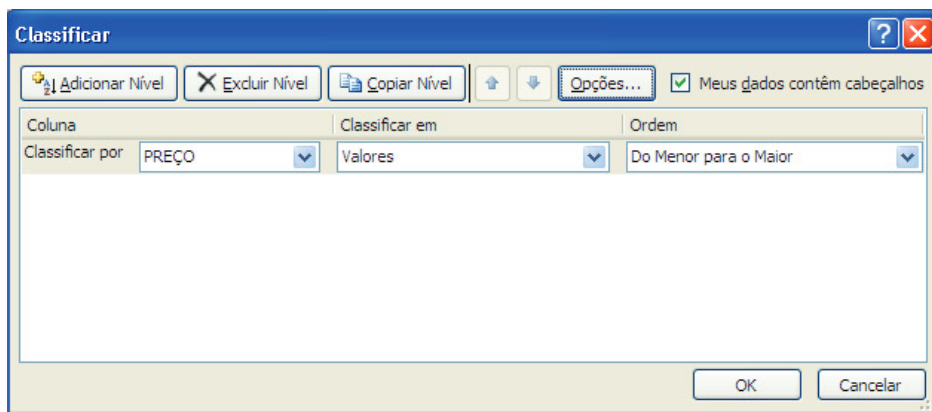 Classificar
Adicionar Nível Excluir Nível Copiar Nível Opções... Meus dados contêm cabeçalhos
Coluna Classificar em Ordem
Classificar por PREÇO Valores Do Menor para o Maior
OK Cancelar